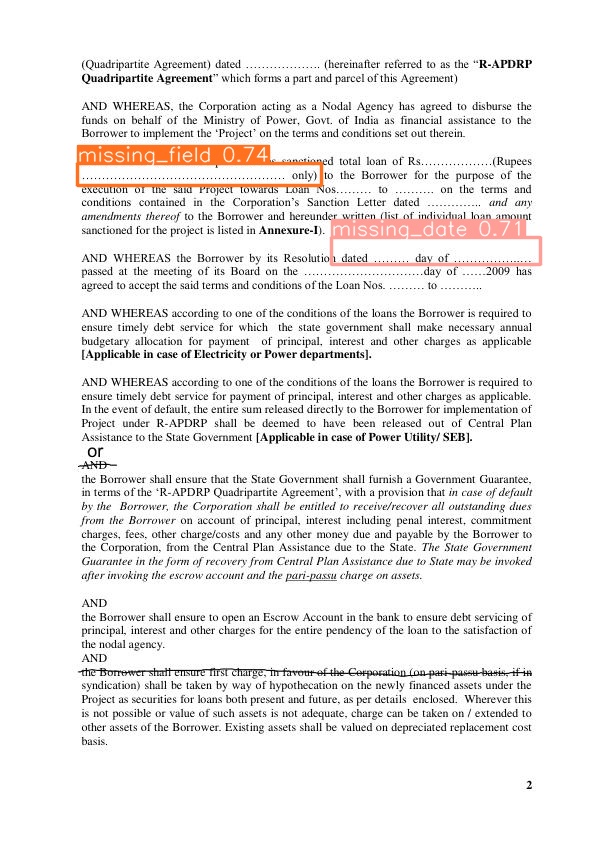 (Quadripartite Agreement) dated ……………….. (hereinafter referred to as the “R-APDRP
Quadripartite Agreement” which forms a part and parcel of this Agreement)
AND WHEREAS, the Corporation acting as a Nodal Agency has agreed to disburse the
funds on behalf of the Ministry of Power, Govt. of India as financial assistance to the
Borrower to implement the ‘Project’ on the terms and conditions set out therein.
missing_field 0.74
sanctioned total loan of Rs………………(Rupees
…………………………………………… only) to the Borrower for the purpose of the
execution of the said Project towards Loan Nos……… to ……… on the terms and
conditions contained in the Corporation’s Sanction Letter dated ………….. and any
amendments thereof to the Borrower and hereunder written (list of individual loan amount
sanctioned for the project is listed in Annexure-I).
missing_date 0.71
AND WHEREAS the Borrower by its Resolution dated ……… day of ……………..…
passed at the meeting of its Board on the …………………………day of ……2009 has
agreed to accept the said terms and conditions of the Loan Nos. ……… to ………..
AND WHEREAS according to one of the conditions of the loans the Borrower is required to
ensure timely debt service for which the state government shall make necessary annual
budgetary allocation for payment of principal, interest and other charges as applicable
[Applicable in case of Electricity or Power departments].
AND WHEREAS according to one of the conditions of the loans the Borrower is required to
ensure timely debt service for payment of principal, interest and other charges as applicable.
In the event of default, the entire sum released directly to the Borrower for implementation of
Project under R-APDRP shall be deemed to have been released out of Central Plan
Assistance to the State Government [Applicable in case of Power Utility/ SEB].
or
AND
the Borrower shall ensure that the State Government shall furnish a Government Guarantee,
in terms of the ‘R-APDRP Quadripartite Agreement’, with a provision that in case of default
by the Borrower, the Corporation shall be entitled to receive/recover all outstanding dues
from the Borrower on account of principal, interest including penal interest, commitment
charges, fees, other charge/costs and any other money due and payable by the Borrower to
the Corporation, from the Central Plan Assistance due to the State. The State Government
Guarantee in the form of recovery from Central Plan Assistance due to State may be invoked
after invoking the escrow account and the pari-passu charge on assets.
AND
the Borrower shall ensure to open an Escrow Account in the bank to ensure debt servicing of
principal, interest and other charges for the entire pendency of the loan to the satisfaction of
the nodal agency.
AND
the Borrower shall ensure first charge, in favour of the Corporation (on pari-passu basis, if in
syndication) shall be taken by way of hypothecation on the newly financed assets under the
Project as securities for loans both present and future, as per details enclosed. Wherever this
is not possible or value of such assets is not adequate, charge can be taken on / extended to
other assets of the Borrower. Existing assets shall be valued on depreciated replacement cost
basis.
2